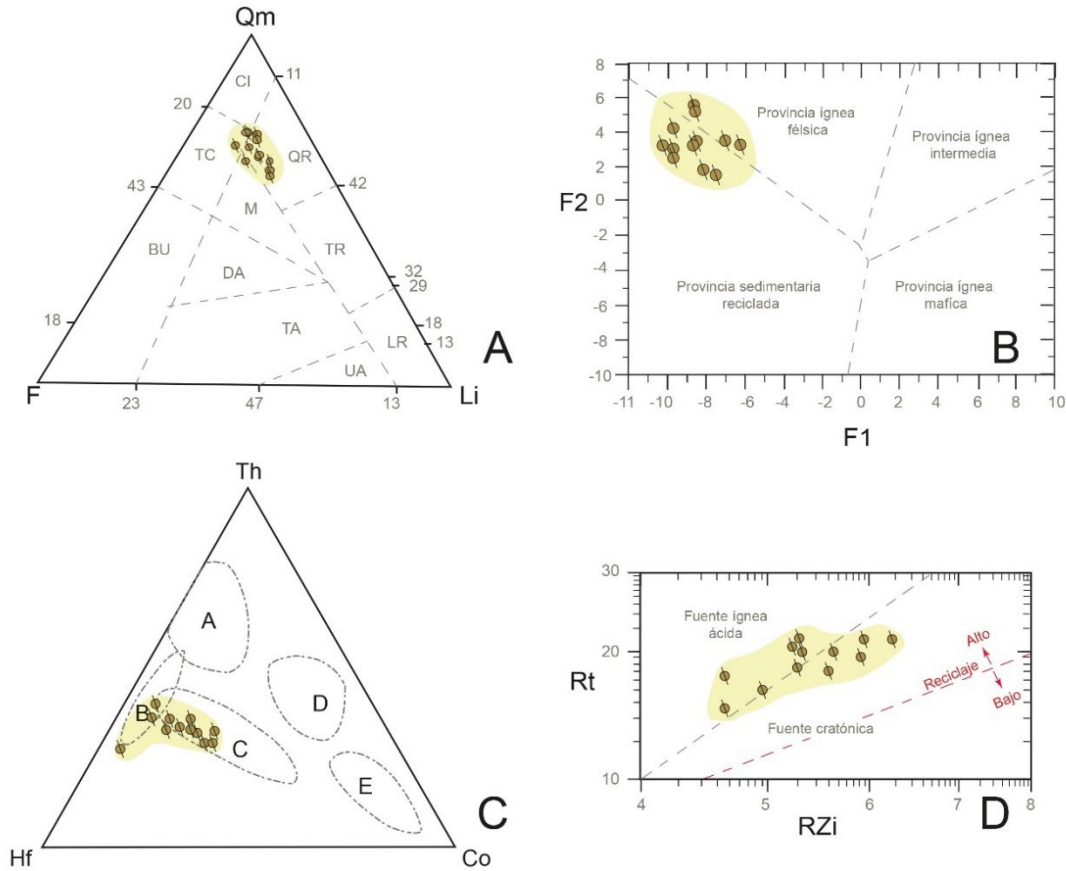 Qm
CI
11
20
TC
QR
43
42
M
BU
TR
DA
32
29
18
18
TA
LR
13
UA
A
F
Li
23
47
13
8
6
4
2
0
-2
-4
-6
-8
-10
F2
Provincia ígnea
félsica
Provincia ígnea
intermedia
Provincia sedimentaria
reciclada
Provincia ígnea
mafíca
B
-11 -10 -8 -6 -4 -2 0 2 4 6 8 10
F1
Th
A
B
D
C
E
C
Hf
Co
30
20
10
Rt
Fuente ígnea
ácida
Alto
Reciclaje
Bajo
Fuente cratónica
D
4 5 6 7 8
RZi